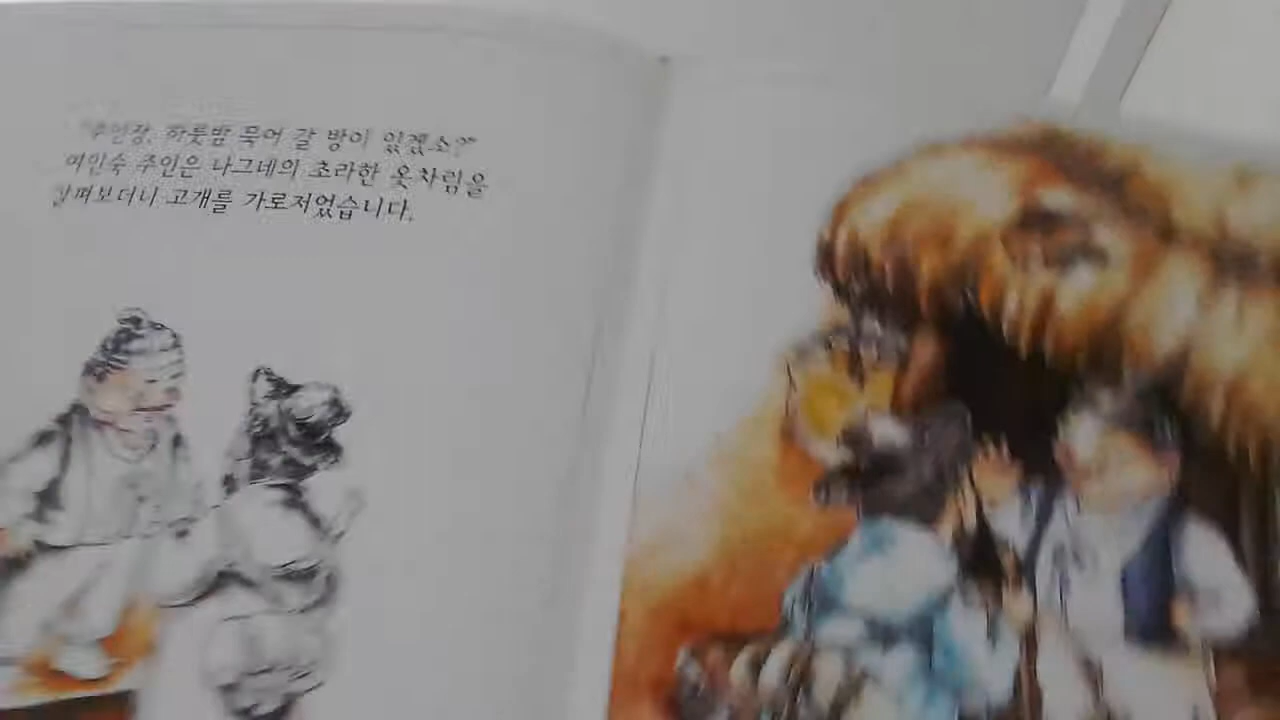 "주인장, 하룻밤 묵어 갈 방이 있겠소?"
여인숙 주인은 나그네의 초라한 옷차림을
살펴보더니 고개를 가로저었습니다.